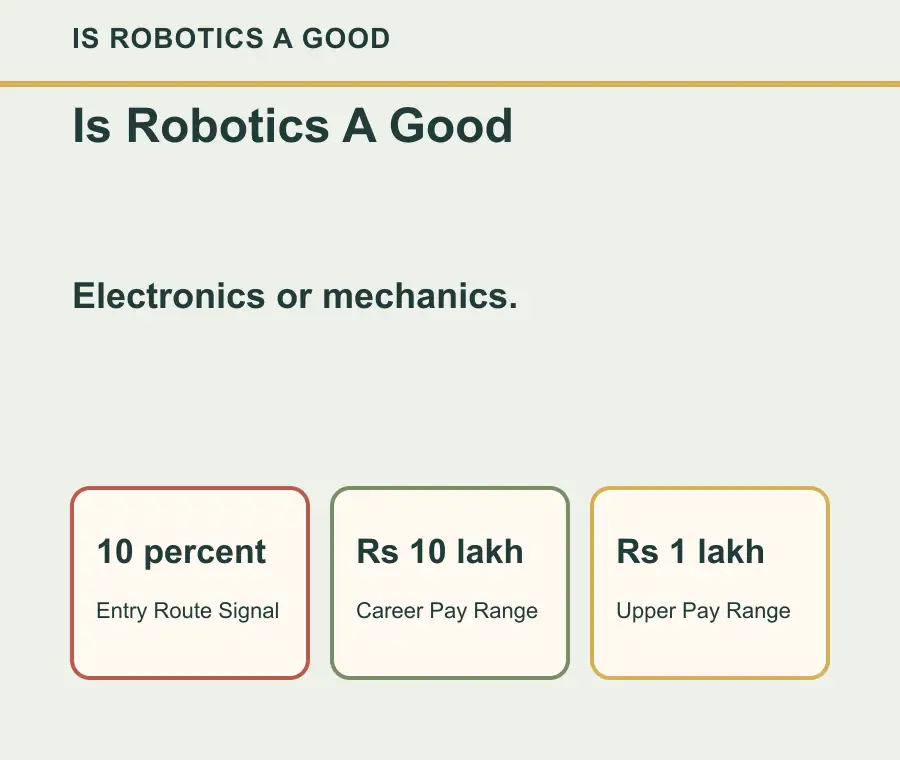 IS ROBOTICS A GOOD
Is Robotics A Good
Electronics or mechanics.
10 percent
Entry Route Signal
Rs 10 lakh
Career Pay Range
Rs 1 lakh
Upper Pay Range